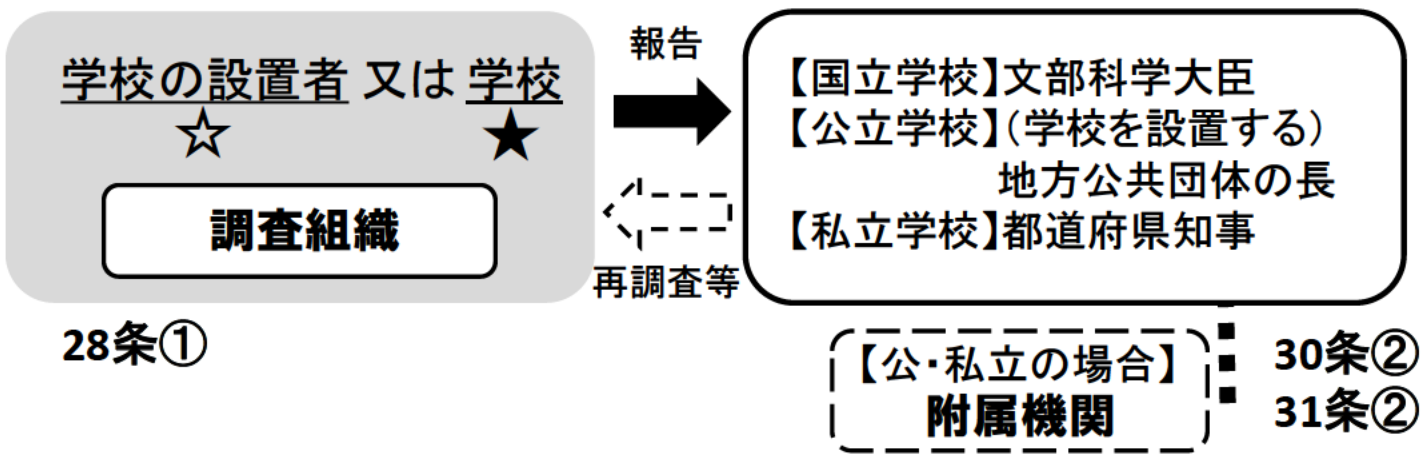 学校の設置者 又は 学校
☆ ★
調査組織
28条①
報告
再調査等
【国立学校】文部科学大臣
【公立学校】(学校を設置する)
地方公共団体の長
【私立学校】都道府県知事
【公・私立の場合】
附属機関
30条②
31条②